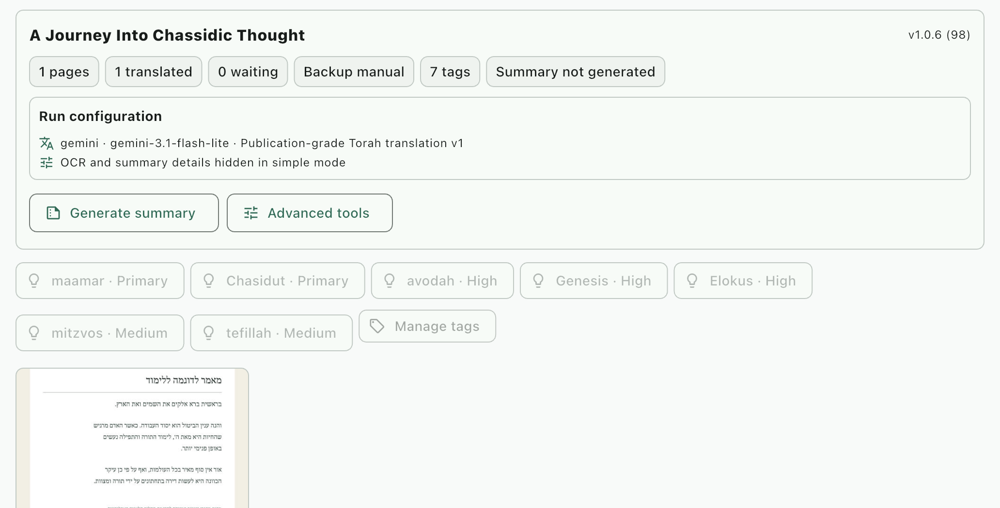 A Journey Into Chassidic Thought
v1.0.6 (98)
1 pages
1 translated
0 waiting
Backup manual
7 tags
Summary not generated
Run configuration
gemini · gemini-3.1-flash-lite · Publication-grade Torah translation v1
OCR and summary details hidden in simple mode
Generate summary
Advanced tools
maamar · Primary
Chasidut · Primary
avodah · High
Genesis · High
Elokus · High
mitzvos · Medium
tefillah · Medium
Manage tags
מאמר לדוגמה ללימוד
בראשית ברא אלקים את השמים ואת הארץ.
והנה ענין הביטול הוא יסוד העבודה. כאשר האדם מרגיש
שהחיות היא מאת ה׳, לימוד התורה והתפילה נעשים
באופן פנימי יותר.
אור אין סוף מאיר בכל העולמות, ואף על פי כן עיקר
הכוונה היא לעשות דירה בתחתונים על ידי תורה ומצוות.